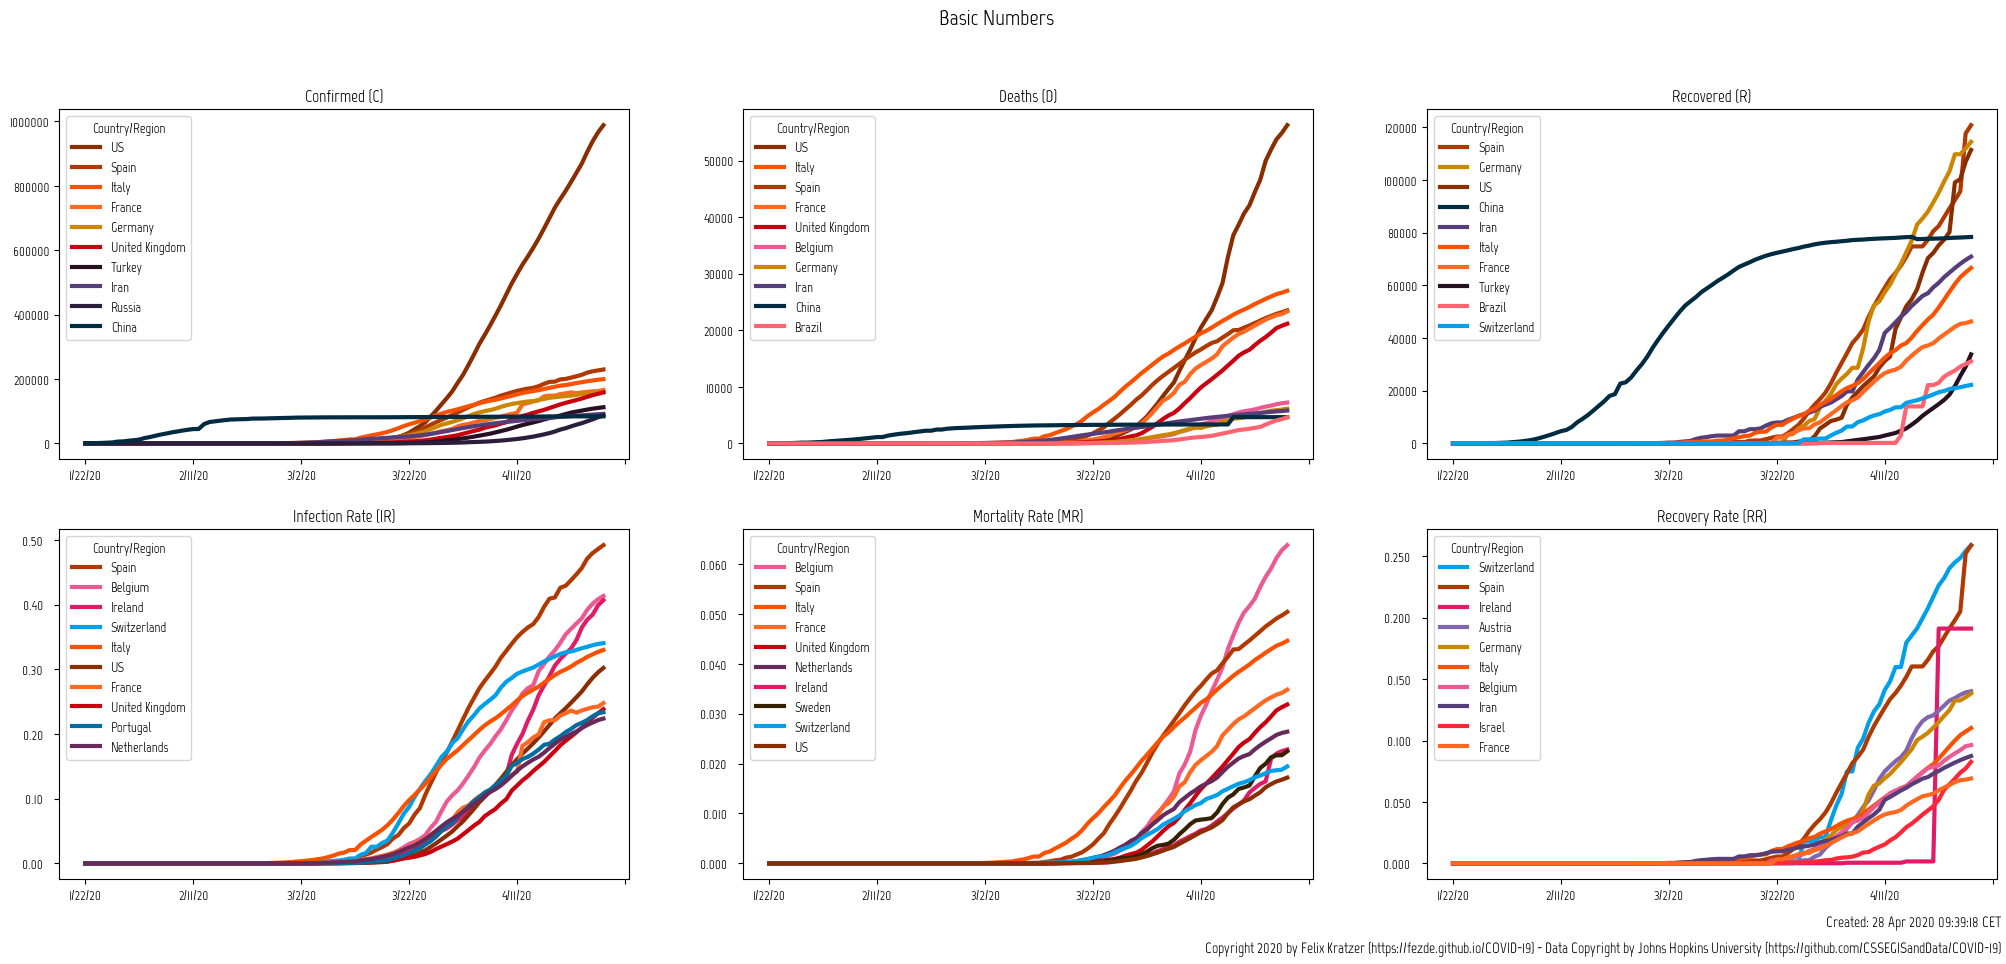 Basic Numbers
Confirmed (C)
1000000
800000
600000
400000
200000
0
Country/Region
US
Spain
Italy
France
Germany
United Kingdom
Turkey
Iran
Russia
China
1/22/20 2/11/20 3/2/20 3/22/20 4/11/20
Deaths (D)
50000
40000
30000
20000
10000
0
Country/Region
US
Italy
Spain
France
United Kingdom
Belgium
Germany
Iran
China
Brazil
1/22/20 2/11/20 3/2/20 3/22/20 4/11/20
Recovered (R)
120000
100000
80000
60000
40000
20000
0
Country/Region
Spain
Germany
US
China
Iran
Italy
France
Turkey
Brazil
Switzerland
1/22/20 2/11/20 3/2/20 3/22/20 4/11/20
Infection Rate (IR)
0.50
0.40
0.30
0.20
0.10
0.00
Country/Region
Spain
Belgium
Ireland
Switzerland
Italy
US
France
United Kingdom
Portugal
Netherlands
1/22/20 2/11/20 3/2/20 3/22/20 4/11/20
Mortality Rate (MR)
0.060
0.050
0.040
0.030
0.020
0.010
0.000
Country/Region
Belgium
Spain
Italy
France
United Kingdom
Netherlands
Ireland
Sweden
Switzerland
US
1/22/20 2/11/20 3/2/20 3/22/20 4/11/20
Recovery Rate (RR)
0.250
0.200
0.150
0.100
0.050
0.000
Country/Region
Switzerland
Spain
Ireland
Austria
Germany
Italy
Belgium
Iran
Israel
France
1/22/20 2/11/20 3/2/20 3/22/20 4/11/20
Created: 28 Apr 2020 09:39:18 CET
Copyright 2020 by Felix Kratzer (https://fezde.github.io/COVID-19) - Data Copyright by Johns Hopkins University (https://github.com/CSSEGISandData/COVID-19)